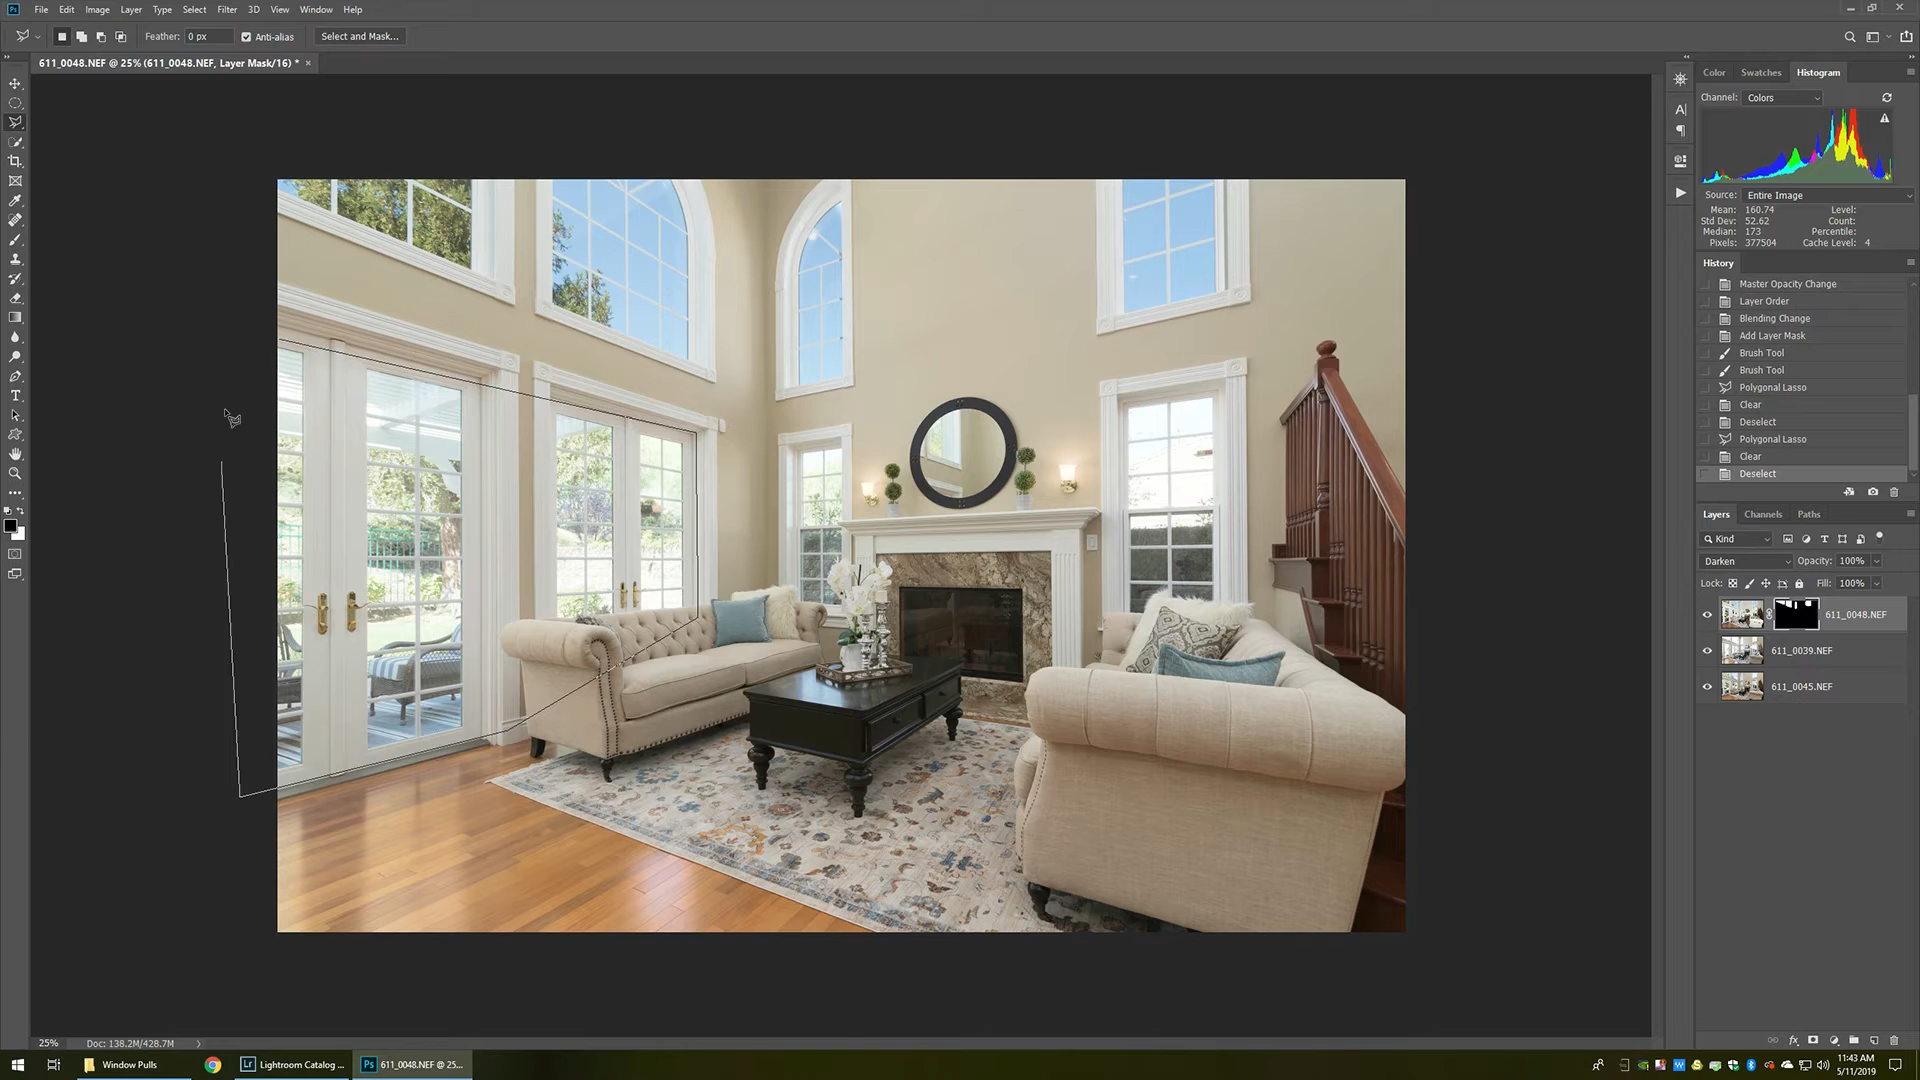 Ps File Edit Image Layer Type Select Filter 3D View Window Help
Feather: 0 px Anti-alias Select and Mask...
611_0048.NEF @ 25% (611_0048.NEF, Layer Mask/16) * ×
Color Swatches Histogram
Channel: Colors
Source: Entire Image
Mean: 160.74 Level:
Std Dev: 52.62 Count:
Median: 173 Percentile:
Pixels: 377504 Cache Level: 4
History
Master Opacity Change
Layer Order
Blending Change
Add Layer Mask
Brush Tool
Brush Tool
Polygonal Lasso
Clear
Deselect
Polygonal Lasso
Clear
Deselect
Layers Channels Paths
Kind
Darken Opacity: 100%
Lock: Fill: 100%
611_0048.NEF
611_0039.NEF
611_0045.NEF
25% Doc: 138.2M/428.7M
Window Pulls Lr Lightroom Catalog ... Ps 611_0048.NEF @ 25...
11:43 AM
5/11/2019